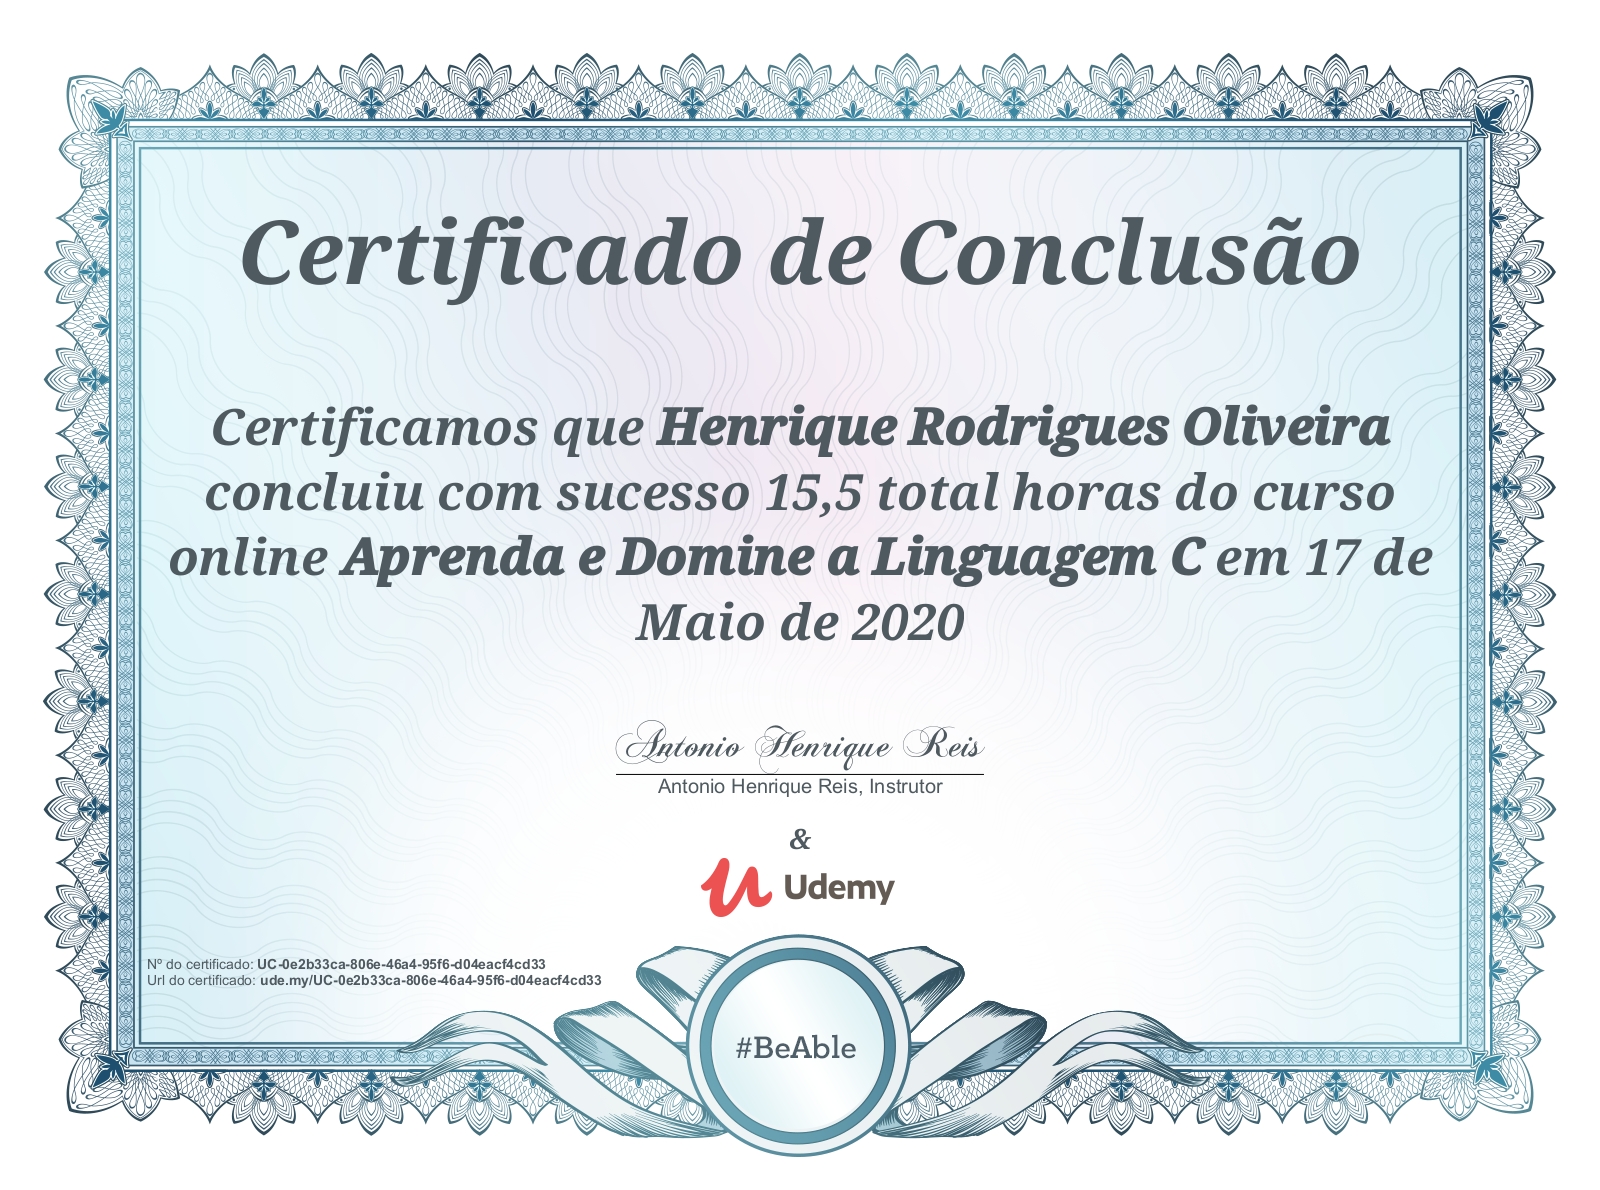 Certificado de Conclusão
Certificamos que Henrique Rodrigues Oliveira
concluiu com sucesso 15,5 total horas do curso
online Aprenda e Domine a Linguagem C em 17 de
Maio de 2020
Antonio Henrique Reis
Antonio Henrique Reis, Instrutor
&
Udemy
Nº do certificado: UC-0e2b33ca-806e-46a4-95f6-d04eacf4cd33
Url do certificado: ude.my/UC-0e2b33ca-806e-46a4-95f6-d04eacf4cd33
#BeAble